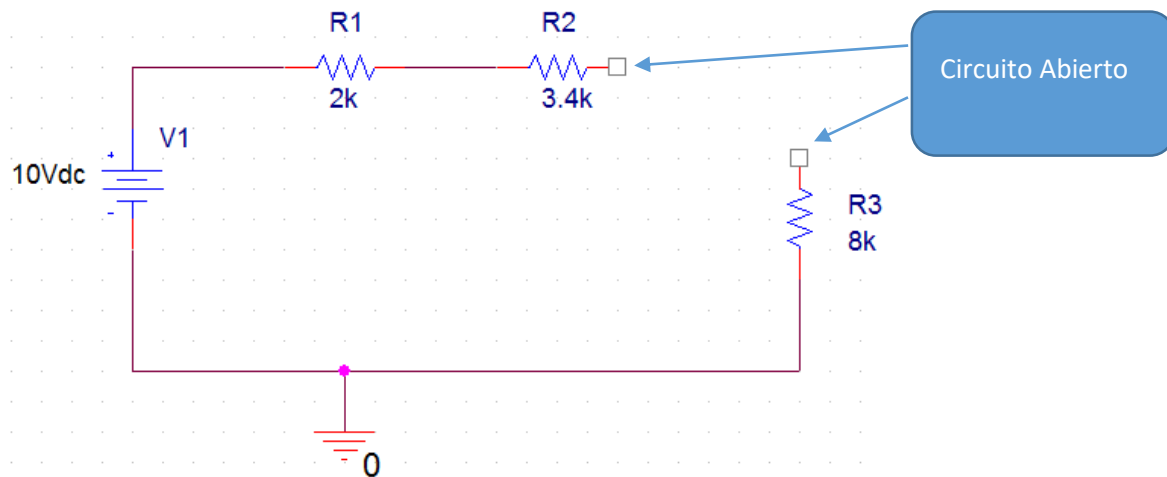 R1
R2
2k
3.4k
Circuito Abierto
V1
+
10Vdc
-
R3
8k
0